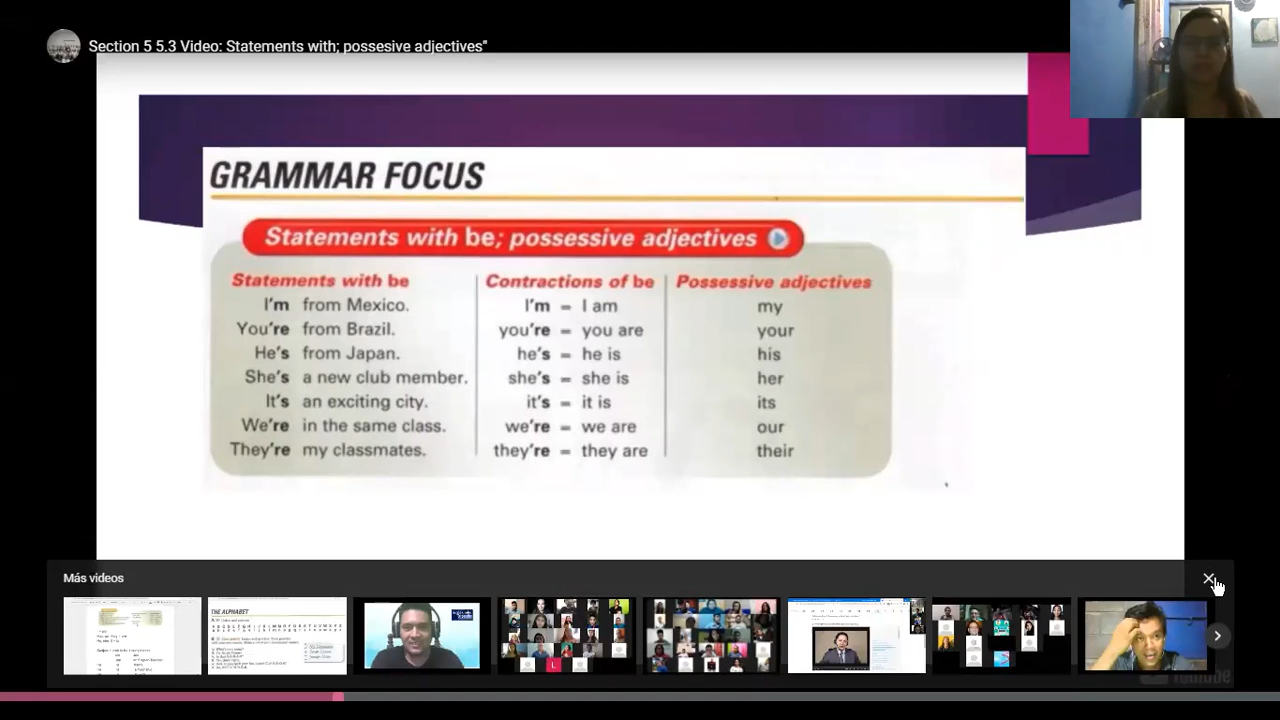 Section 5 5.3 Video: Statements with; possesive adjectives"
GRAMMAR FOCUS
Statements with be; possessive adjectives
Statements with be Contractions of be Possessive adjectives
I'm from Mexico. I'm = I am my
You're from Brazil. you're = you are your
He's from Japan. he's = he is his
She's a new club member. she's = she is her
It's an exciting city. it's = it is its
We're in the same class. we're = we are our
They're my classmates. they're = they are their
Más videos
THE ALPHABET
L
YouTube